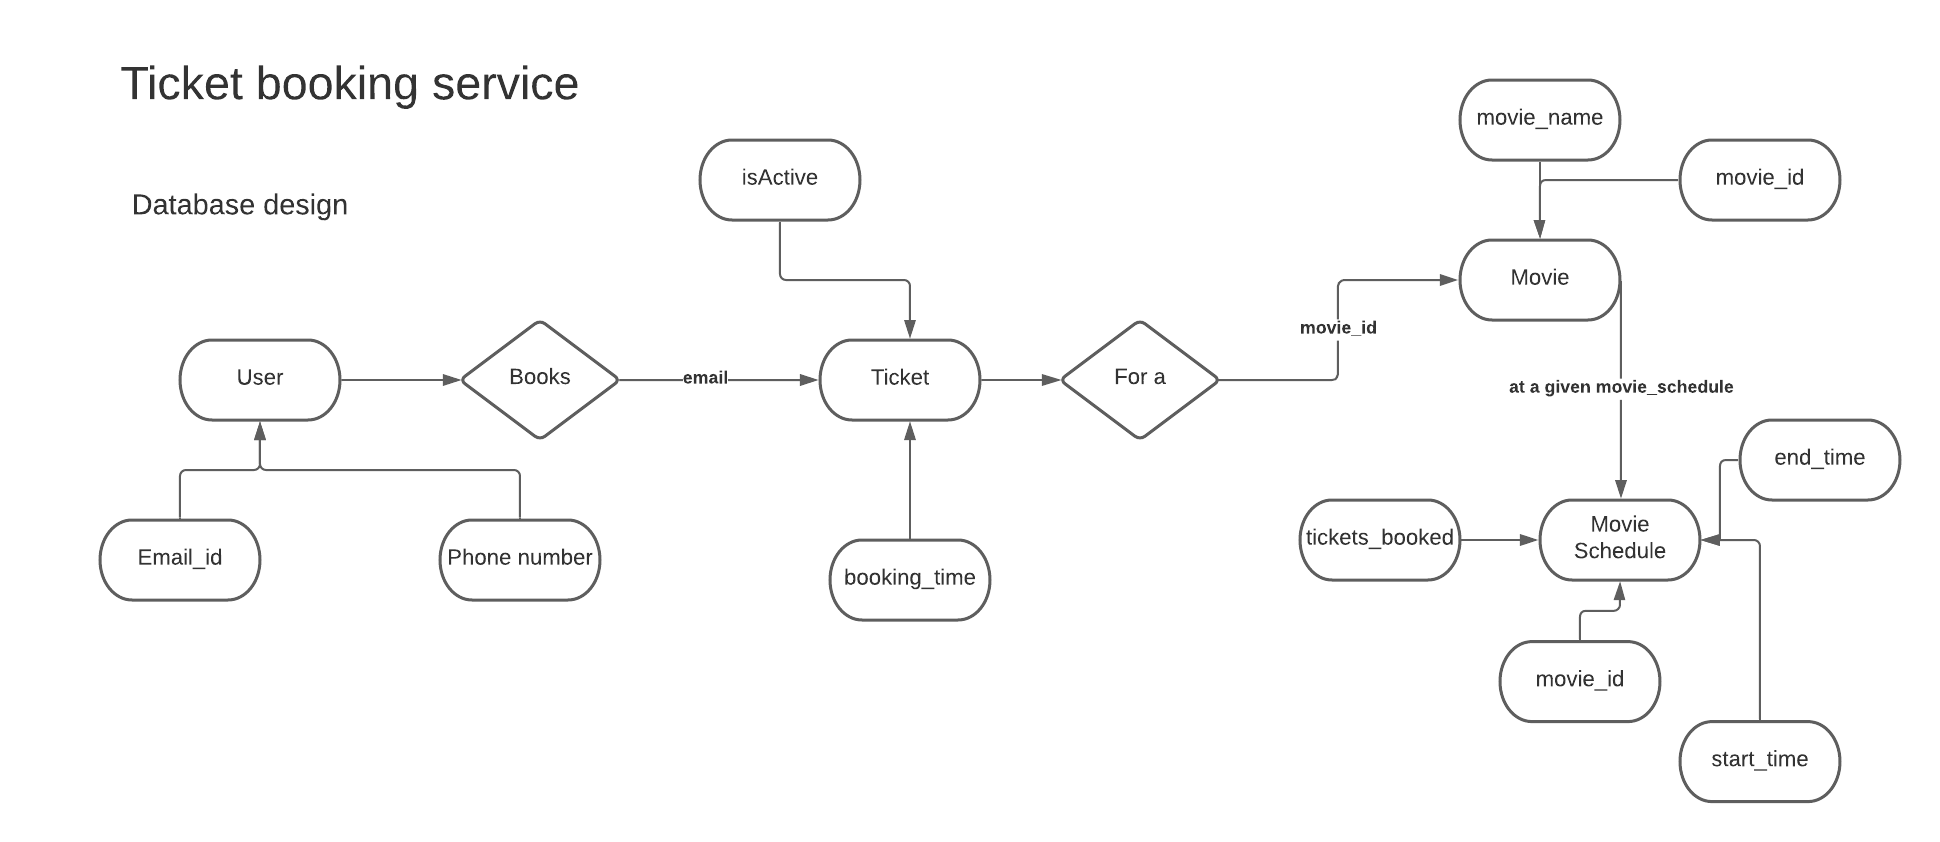 Ticket booking service
Database design
movie_name
movie_id
isActive
Movie
movie_id
User
Books
email
Ticket
For a
at a given movie_schedule
end_time
Email_id
Phone number
booking_time
tickets_booked
Movie
Schedule
movie_id
start_time